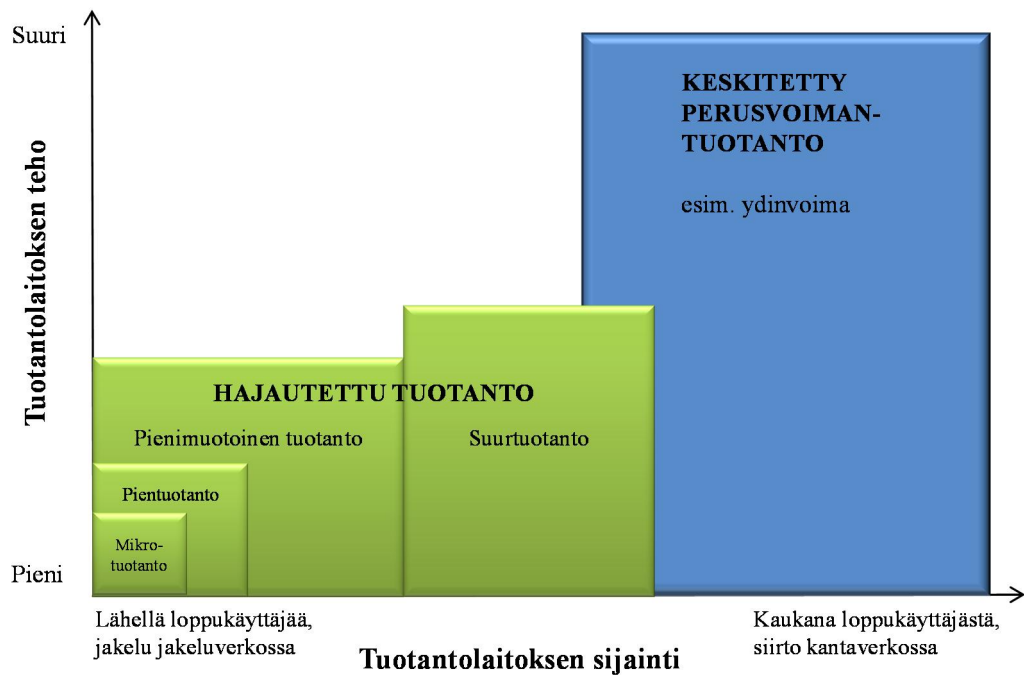 Suuri
Tuotantolaitoksen teho
Pieni
KESKITETTY
PERUSVOIMAN-
TUOTANTO
esim. ydinvoima
HAJAUTETTU TUOTANTO
Pienimuotoinen tuotanto
Suurtuotanto
Pientuotanto
Mikro-
tuotanto
Lähellä loppukäyttäjää,
jakelu jakeluverkossa
Kaukana loppukäyttäjästä,
siirto kantaverkossa
Tuotantolaitoksen sijainti